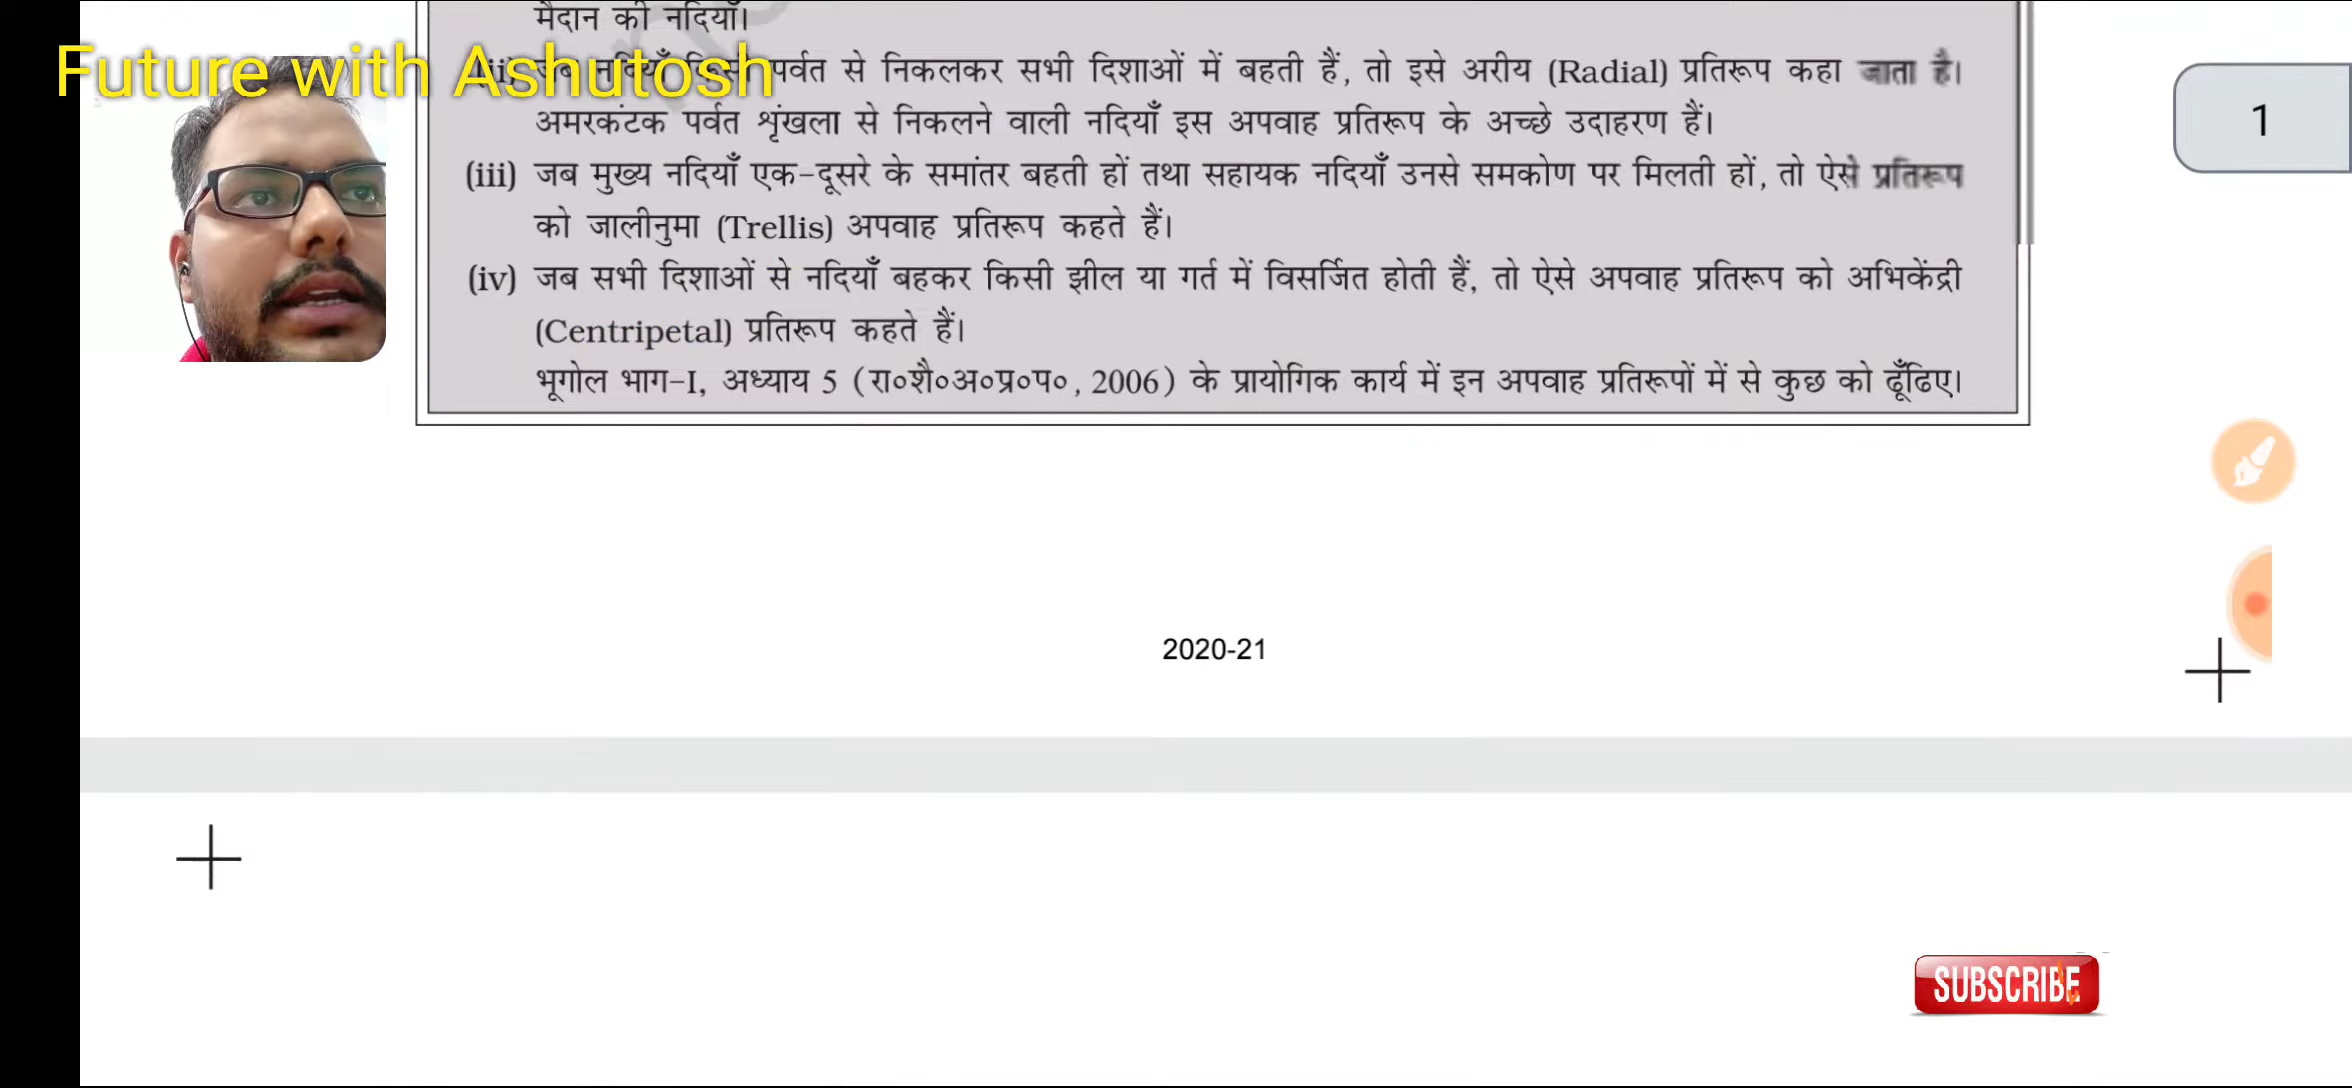 मैदान की नदियाँ।
Future with Ashutosh
पर्वत से निकलकर सभी दिशाओं में बहती हैं, तो इसे अरीय (Radial) प्रतिरूप कहा जाता है।
अमरकंटक पर्वत शृंखला से निकलने वाली नदियाँ इस अपवाह प्रतिरूप के अच्छे उदाहरण हैं।
1
(iii) जब मुख्य नदियाँ एक-दूसरे के समांतर बहती हों तथा सहायक नदियाँ उनसे समकोण पर मिलती हों, तो ऐसे प्रतिरूप
को जालीनुमा (Trellis) अपवाह प्रतिरूप कहते हैं।
(iv) जब सभी दिशाओं से नदियाँ बहकर किसी झील या गर्त में विसर्जित होती हैं, तो ऐसे अपवाह प्रतिरूप को अभिकेंद्री
(Centripetal) प्रतिरूप कहते हैं।
भूगोल भाग-I, अध्याय 5 (रा०शै०अ०प्र०प०, 2006) के प्रायोगिक कार्य में इन अपवाह प्रतिरूपों में से कुछ को ढूँढिए।
2020-21
SUBSCRIBE